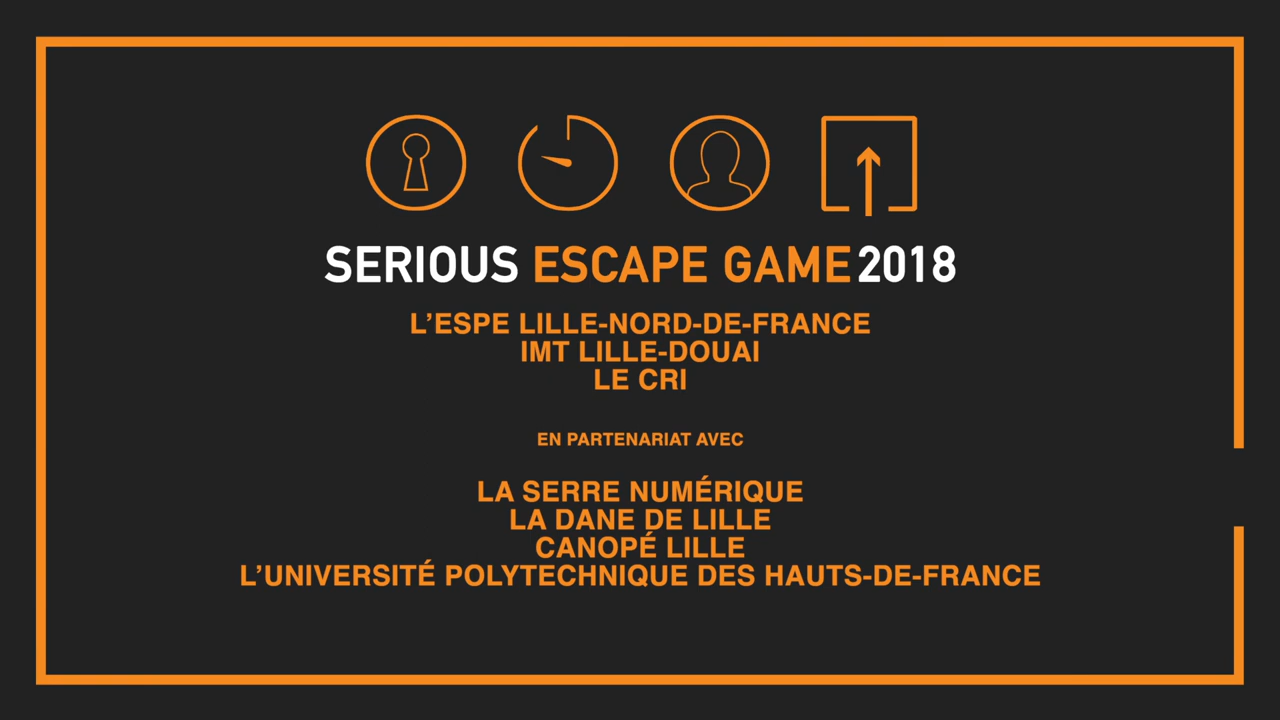 SERIOUS ESCAPE GAME 2018
L'ESPE LILLE-NORD-DE-FRANCE
IMT LILLE-DOUAI
LE CRI
EN PARTENARIAT AVEC
LA SERRE NUMÉRIQUE
LA DANE DE LILLE
CANOPÉ LILLE
L'UNIVERSITÉ POLYTECHNIQUE DES HAUTS-DE-FRANCE